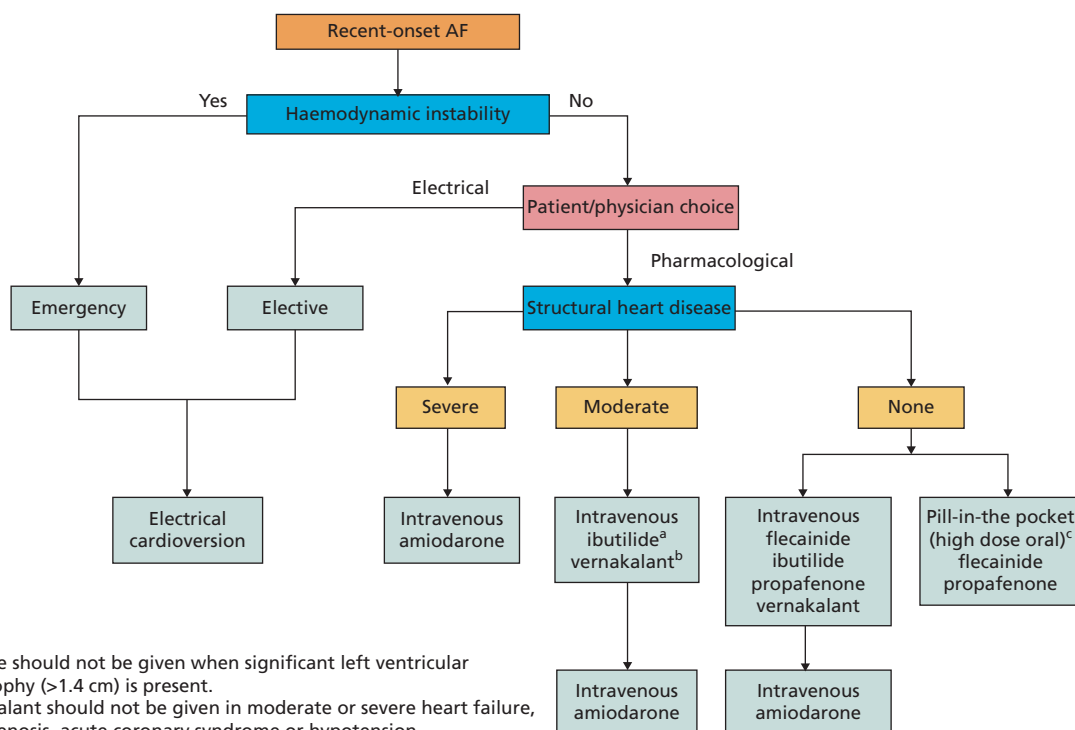 Recent-onset AF
Yes
No
Haemodynamic instability
Electrical
Patient/physician choice
Pharmacological
Emergency
Elective
Structural heart disease
Severe
Moderate
None
Electrical
cardioversion
Intravenous
amiodarone
Intravenous
ibutilideᵃ
vernakalantᵇ
Intravenous
flecainide
ibutilide
propafenone
vernakalant
Pill-in-the pocket
(high dose oral)ᶜ
flecainide
propafenone
Intravenous
amiodarone
Intravenous
amiodarone
should not be given when significant left ventricular
(>1.4 cm) is present.
should not be given in moderate or severe heart failure,
acute coronary syndrome or hypotension